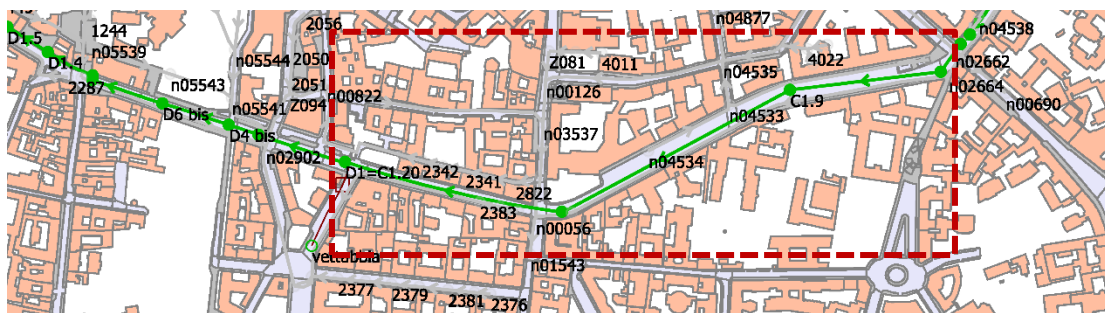 1244
2056
n04877
n04538
D1.5
n05539
D1.4
n05544
2050
Z081
4011
n04535
4022
n02662
2287
n05543
2051
n00822
n00126
C1.9
n02664
n00690
Z094
D6 bis
n05541
n04533
D4 bis
n03537
n02902
n04534
D1=C1.20
2342
2341
2822
2383
n00056
Vettabbia
n01543
2377
2379
2381
2376